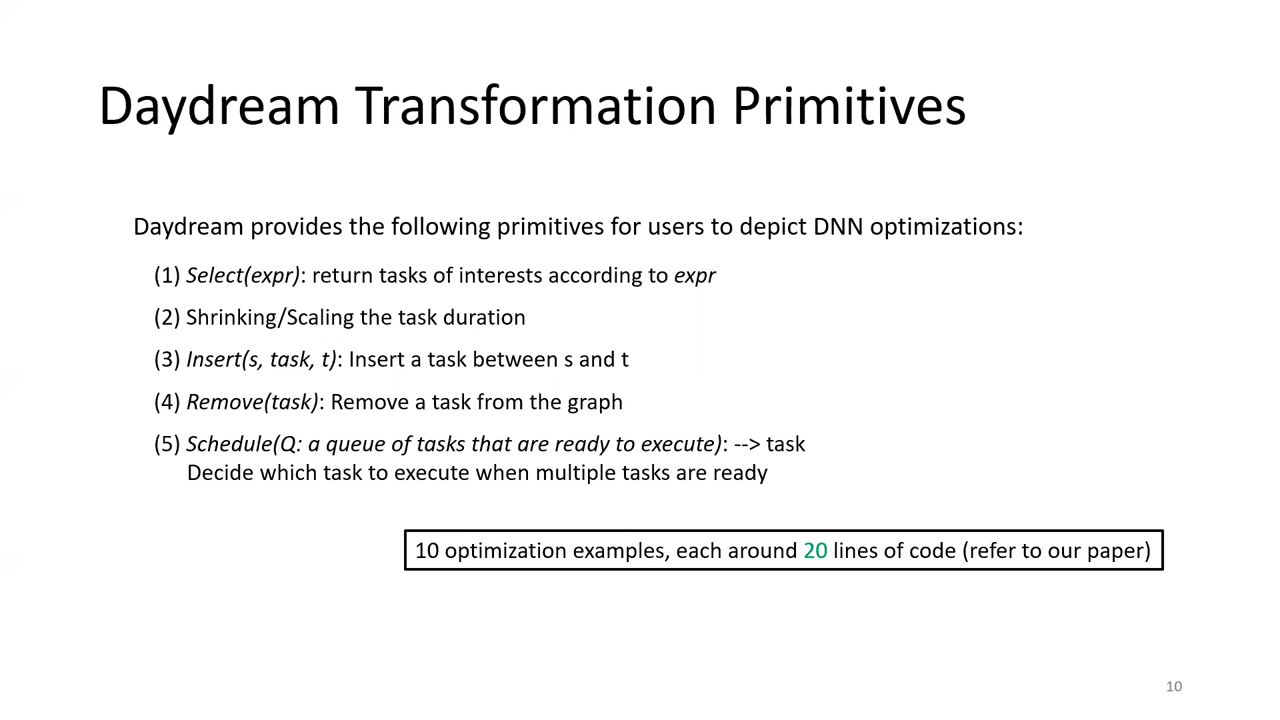 Daydream Transformation Primitives
Daydream provides the following primitives for users to depict DNN optimizations:
(1) Select(expr): return tasks of interests according to expr
(2) Shrinking/Scaling the task duration
(3) Insert(s, task, t): Insert a task between s and t
(4) Remove(task): Remove a task from the graph
(5) Schedule(Q: a queue of tasks that are ready to execute): --> task
Decide which task to execute when multiple tasks are ready
10 optimization examples, each around 20 lines of code (refer to our paper)
10